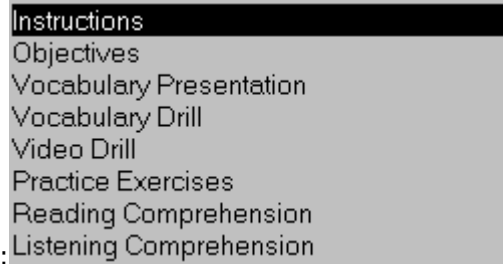 Instructions
Objectives
Vocabulary Presentation
Vocabulary Drill
Video Drill
Practice Exercises
Reading Comprehension
: Listening Comprehension